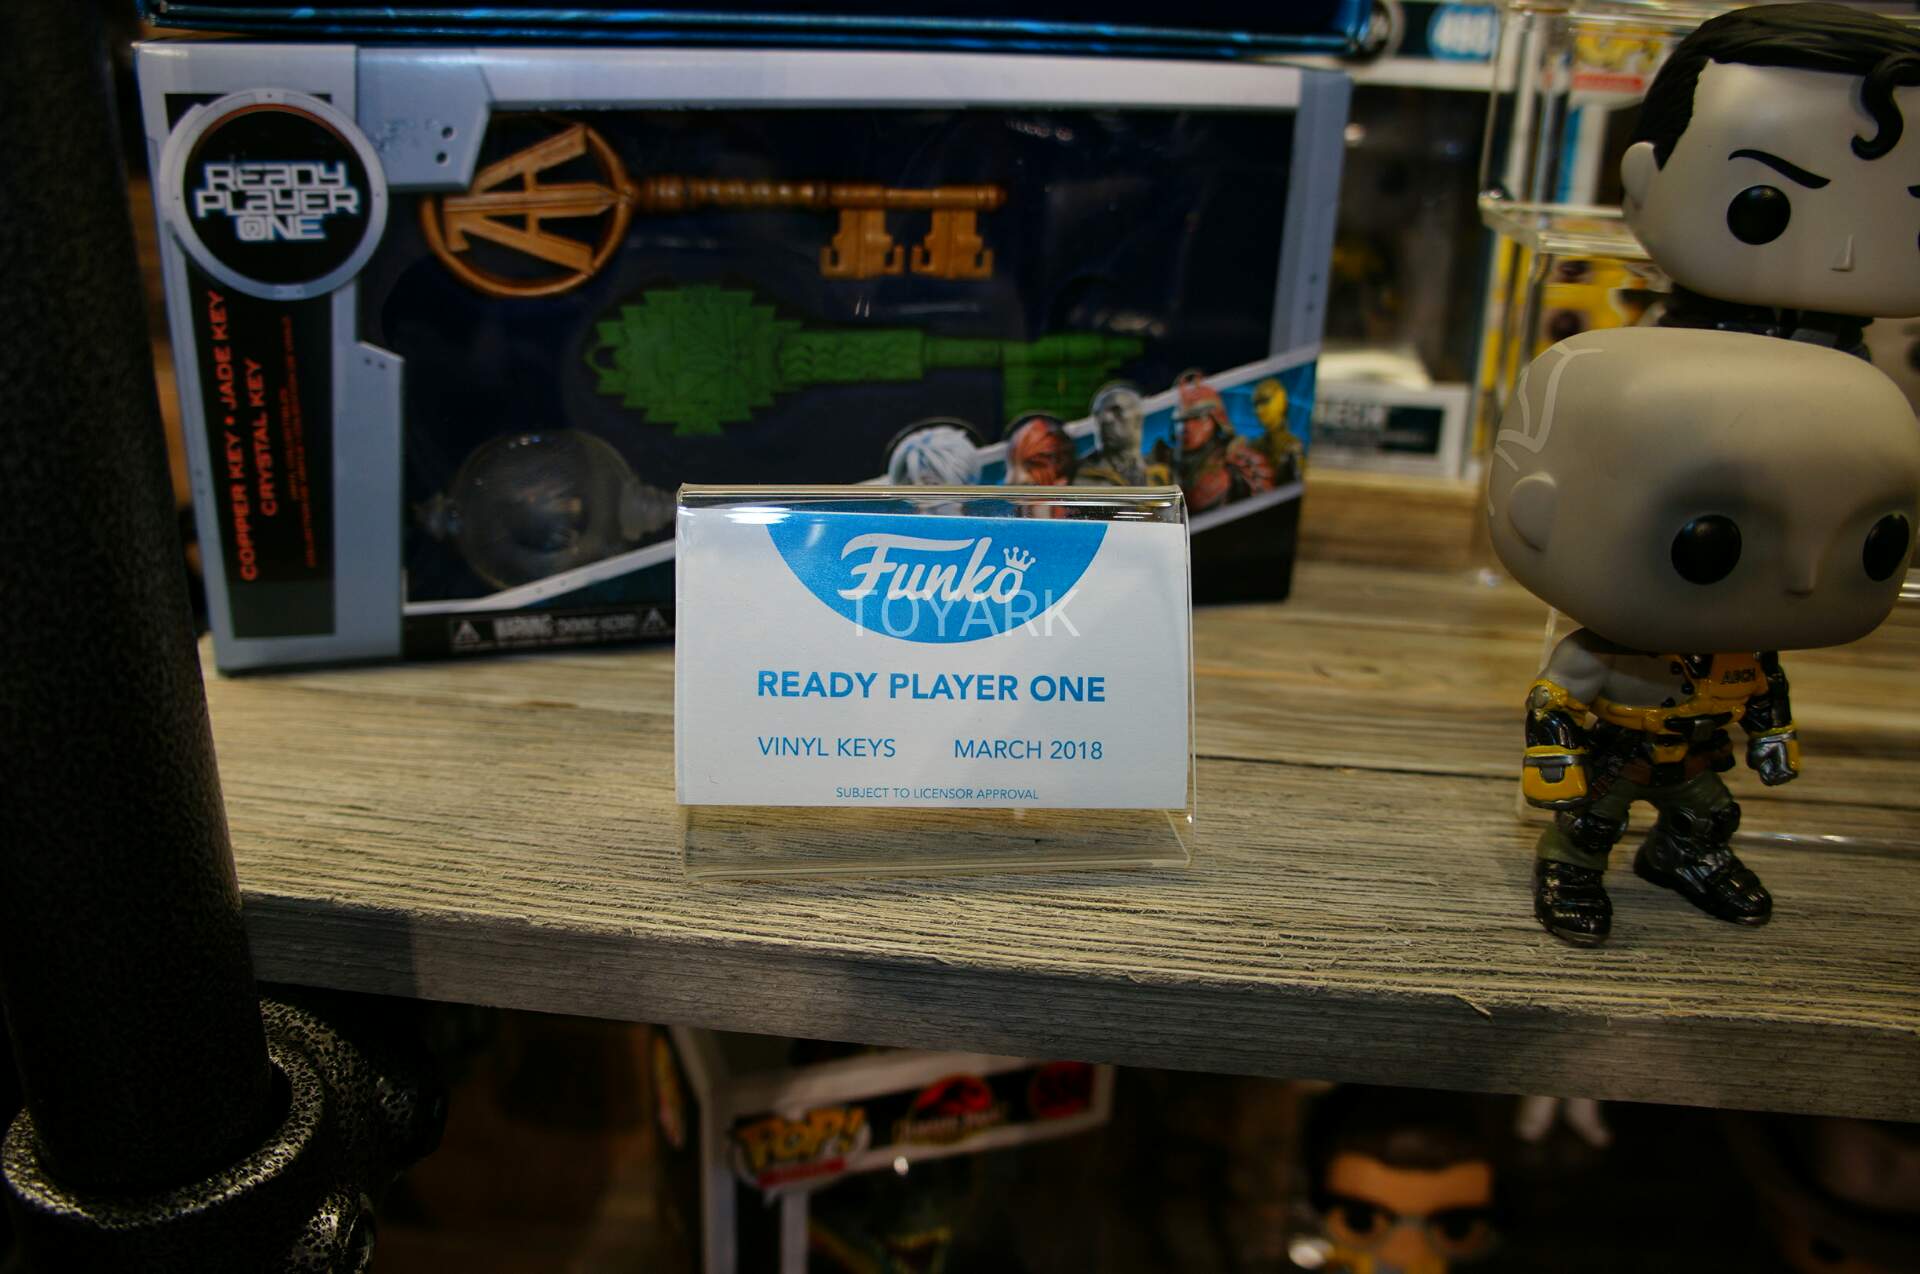 READY
PLAYER
ONE
COPPER KEY • JADE KEY
CRYSTAL KEY
WARNING
Funko
TOYARK
READY PLAYER ONE
VINYL KEYS MARCH 2018
SUBJECT TO LICENSOR APPROVAL
AECH
POP!